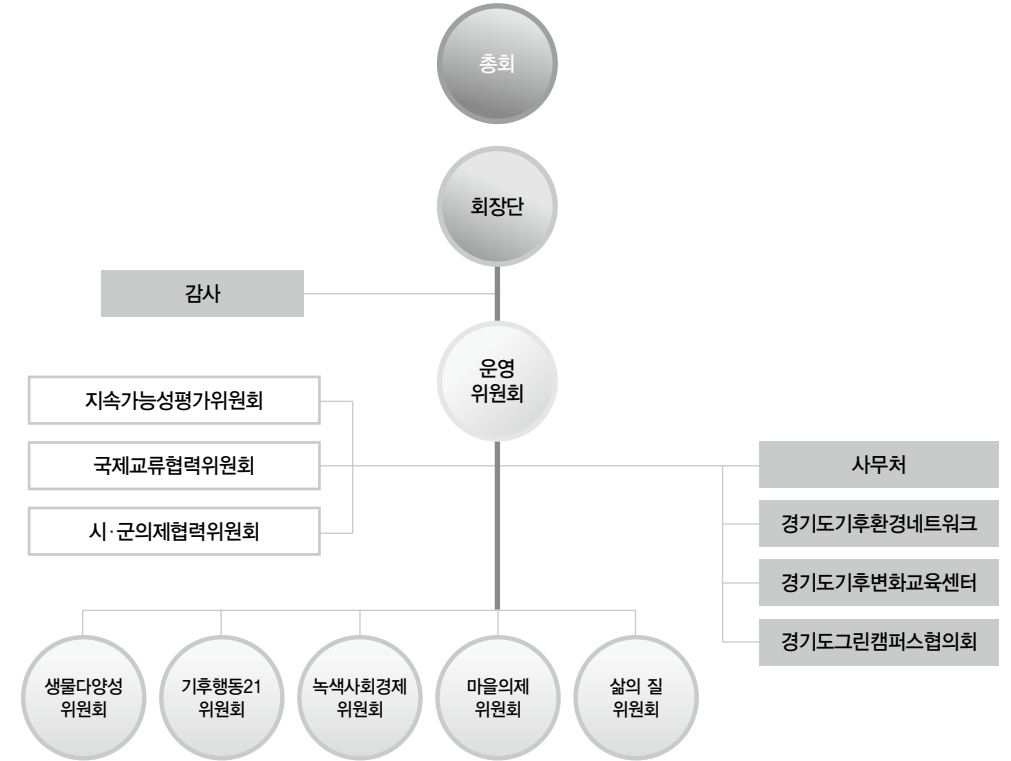 총회
회장단
감사
운영
위원회
지속가능성평가위원회
국제교류협력위원회
시·군의제협력위원회
사무처
경기도기후환경네트워크
경기도기후변화교육센터
경기도그린캠퍼스협의회
생물다양성
위원회
기후행동21
위원회
녹색사회경제
위원회
마을의제
위원회
삶의 질
위원회